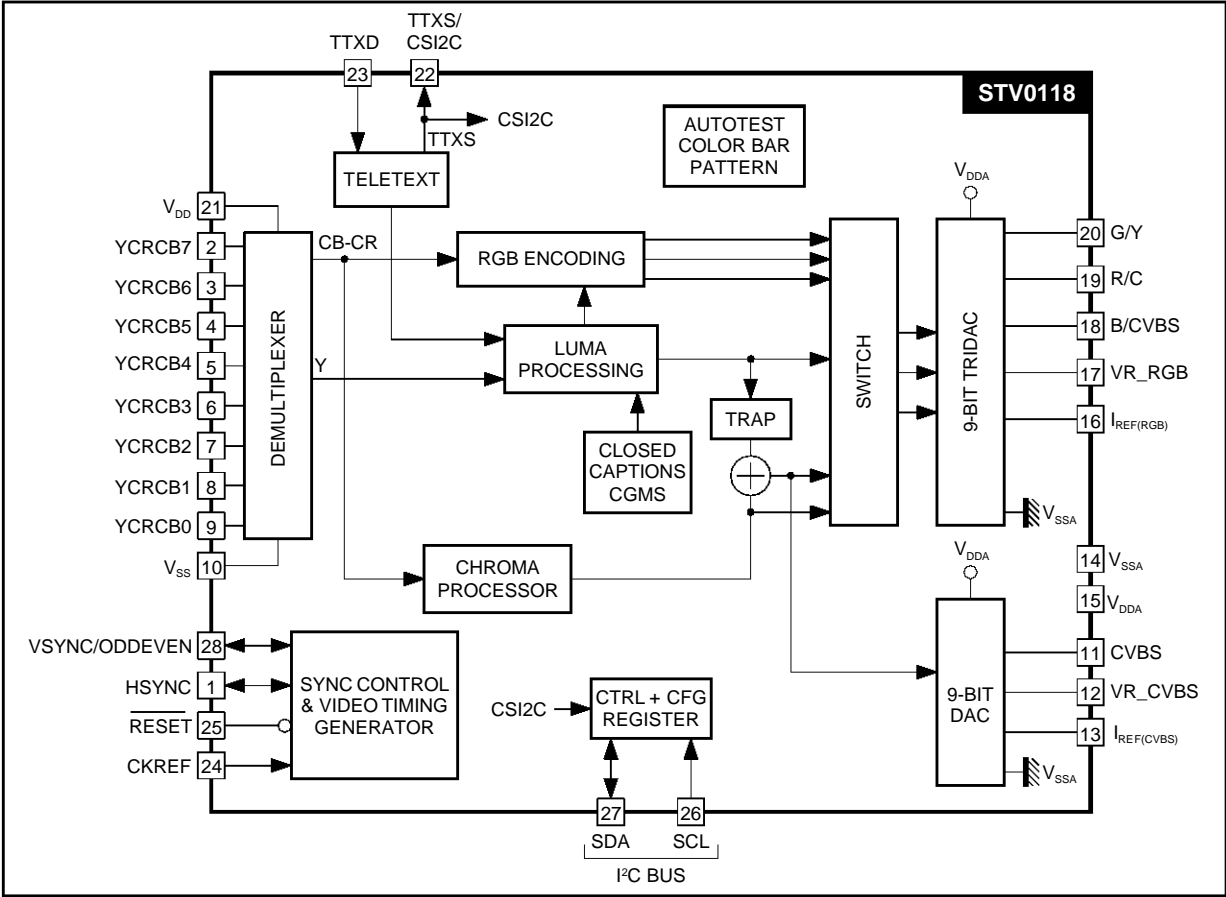 TTXS/
TTXD CSI2C
23 22
STV0118
CSI2C
TTXS
AUTOTEST
COLOR BAR
PATTERN
TELETEXT
VDDA
VDD 21
YCRCB7 2
YCRCB6 3
YCRCB5 4
YCRCB4 5
YCRCB3 6
YCRCB2 7
YCRCB1 8
YCRCB0 9
VSS 10
DEMULTIPLEXER
CB-CR
Y
RGB ENCODING
LUMA
PROCESSING
TRAP
CLOSED
CAPTIONS
CGMS
CHROMA
PROCESSOR
SWITCH
9-BIT TRIDAC
20 G/Y
19 R/C
18 B/CVBS
17 VR_RGB
16 IREF(RGB)
VSSA
14 VSSA
15 VDDA
VDDA
9-BIT
DAC
11 CVBS
12 VR_CVBS
13 IREF(CVBS)
VSSA
VSYNC/ODDEVEN 28
HSYNC 1
RESET 25
CKREF 24
SYNC CONTROL
& VIDEO TIMING
GENERATOR
CSI2C
CTRL + CFG
REGISTER
27 26
SDA SCL
I²C BUS